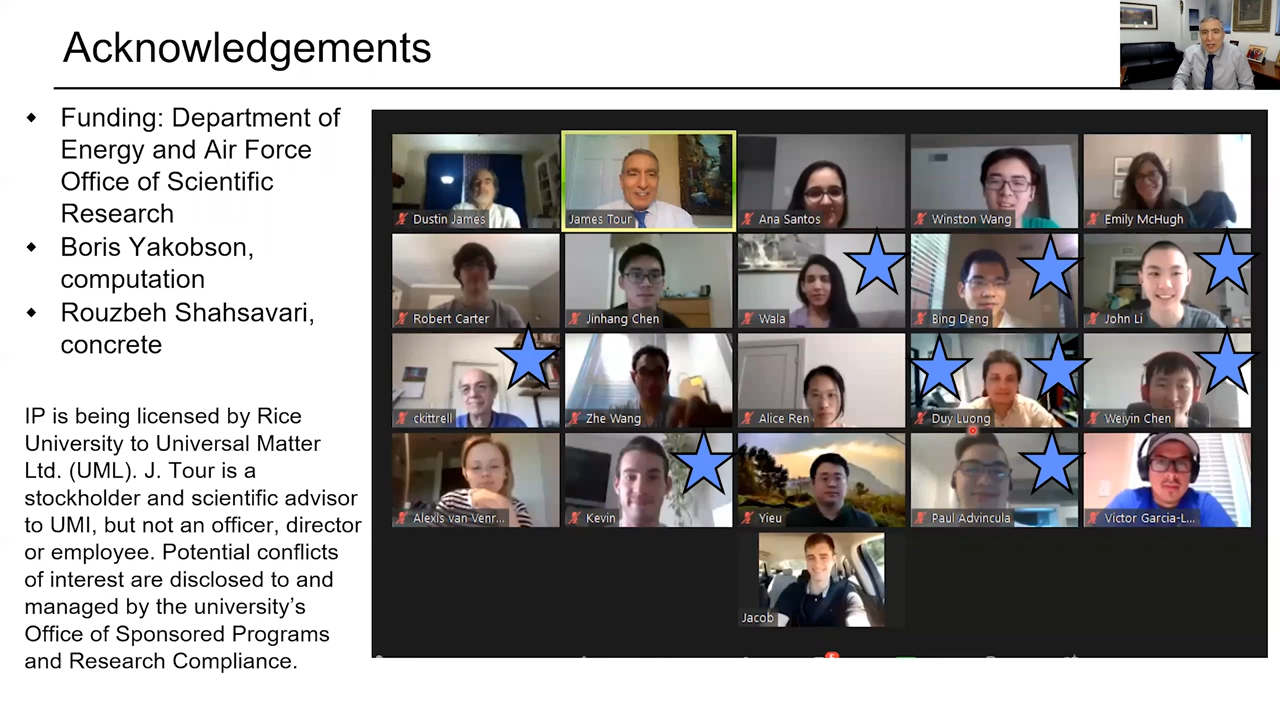 Acknowledgements
◆ Funding: Department of
Energy and Air Force
Office of Scientific
Research
◆ Boris Yakobson,
computation
◆ Rouzbeh Shahsavari,
concrete
IP is being licensed by Rice
University to Universal Matter
Ltd. (UML). J. Tour is a
stockholder and scientific advisor
to UMI, but not an officer, director
or employee. Potential conflicts
of interest are disclosed to and
managed by the university’s
Office of Sponsored Programs
and Research Compliance.
Dustin James
James Tour
Ana Santos
Winston Wang
Emily McHugh
Robert Carter
Jinhang Chen
Wala
Bing Deng
John Li
ckittrell
Zhe Wang
Alice Ren
Duy Luong
Weiyin Chen
Alexis van Venr...
Kevin
Yieu
Paul Advincula
Victor Garcia-L...
Jacob